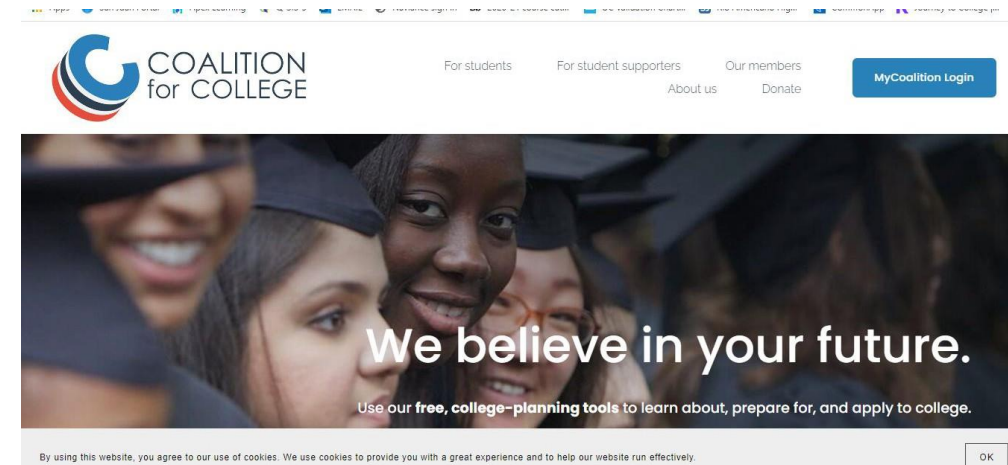 COALITION
for COLLEGE
For students For student supporters Our members
About us Donate
MyCoalition Login
We believe in your future.
Use our free, college-planning tools to learn about, prepare for, and apply to college.
By using this website, you agree to our use of cookies. We use cookies to provide you with a great experience and to help our website run effectively.
OK